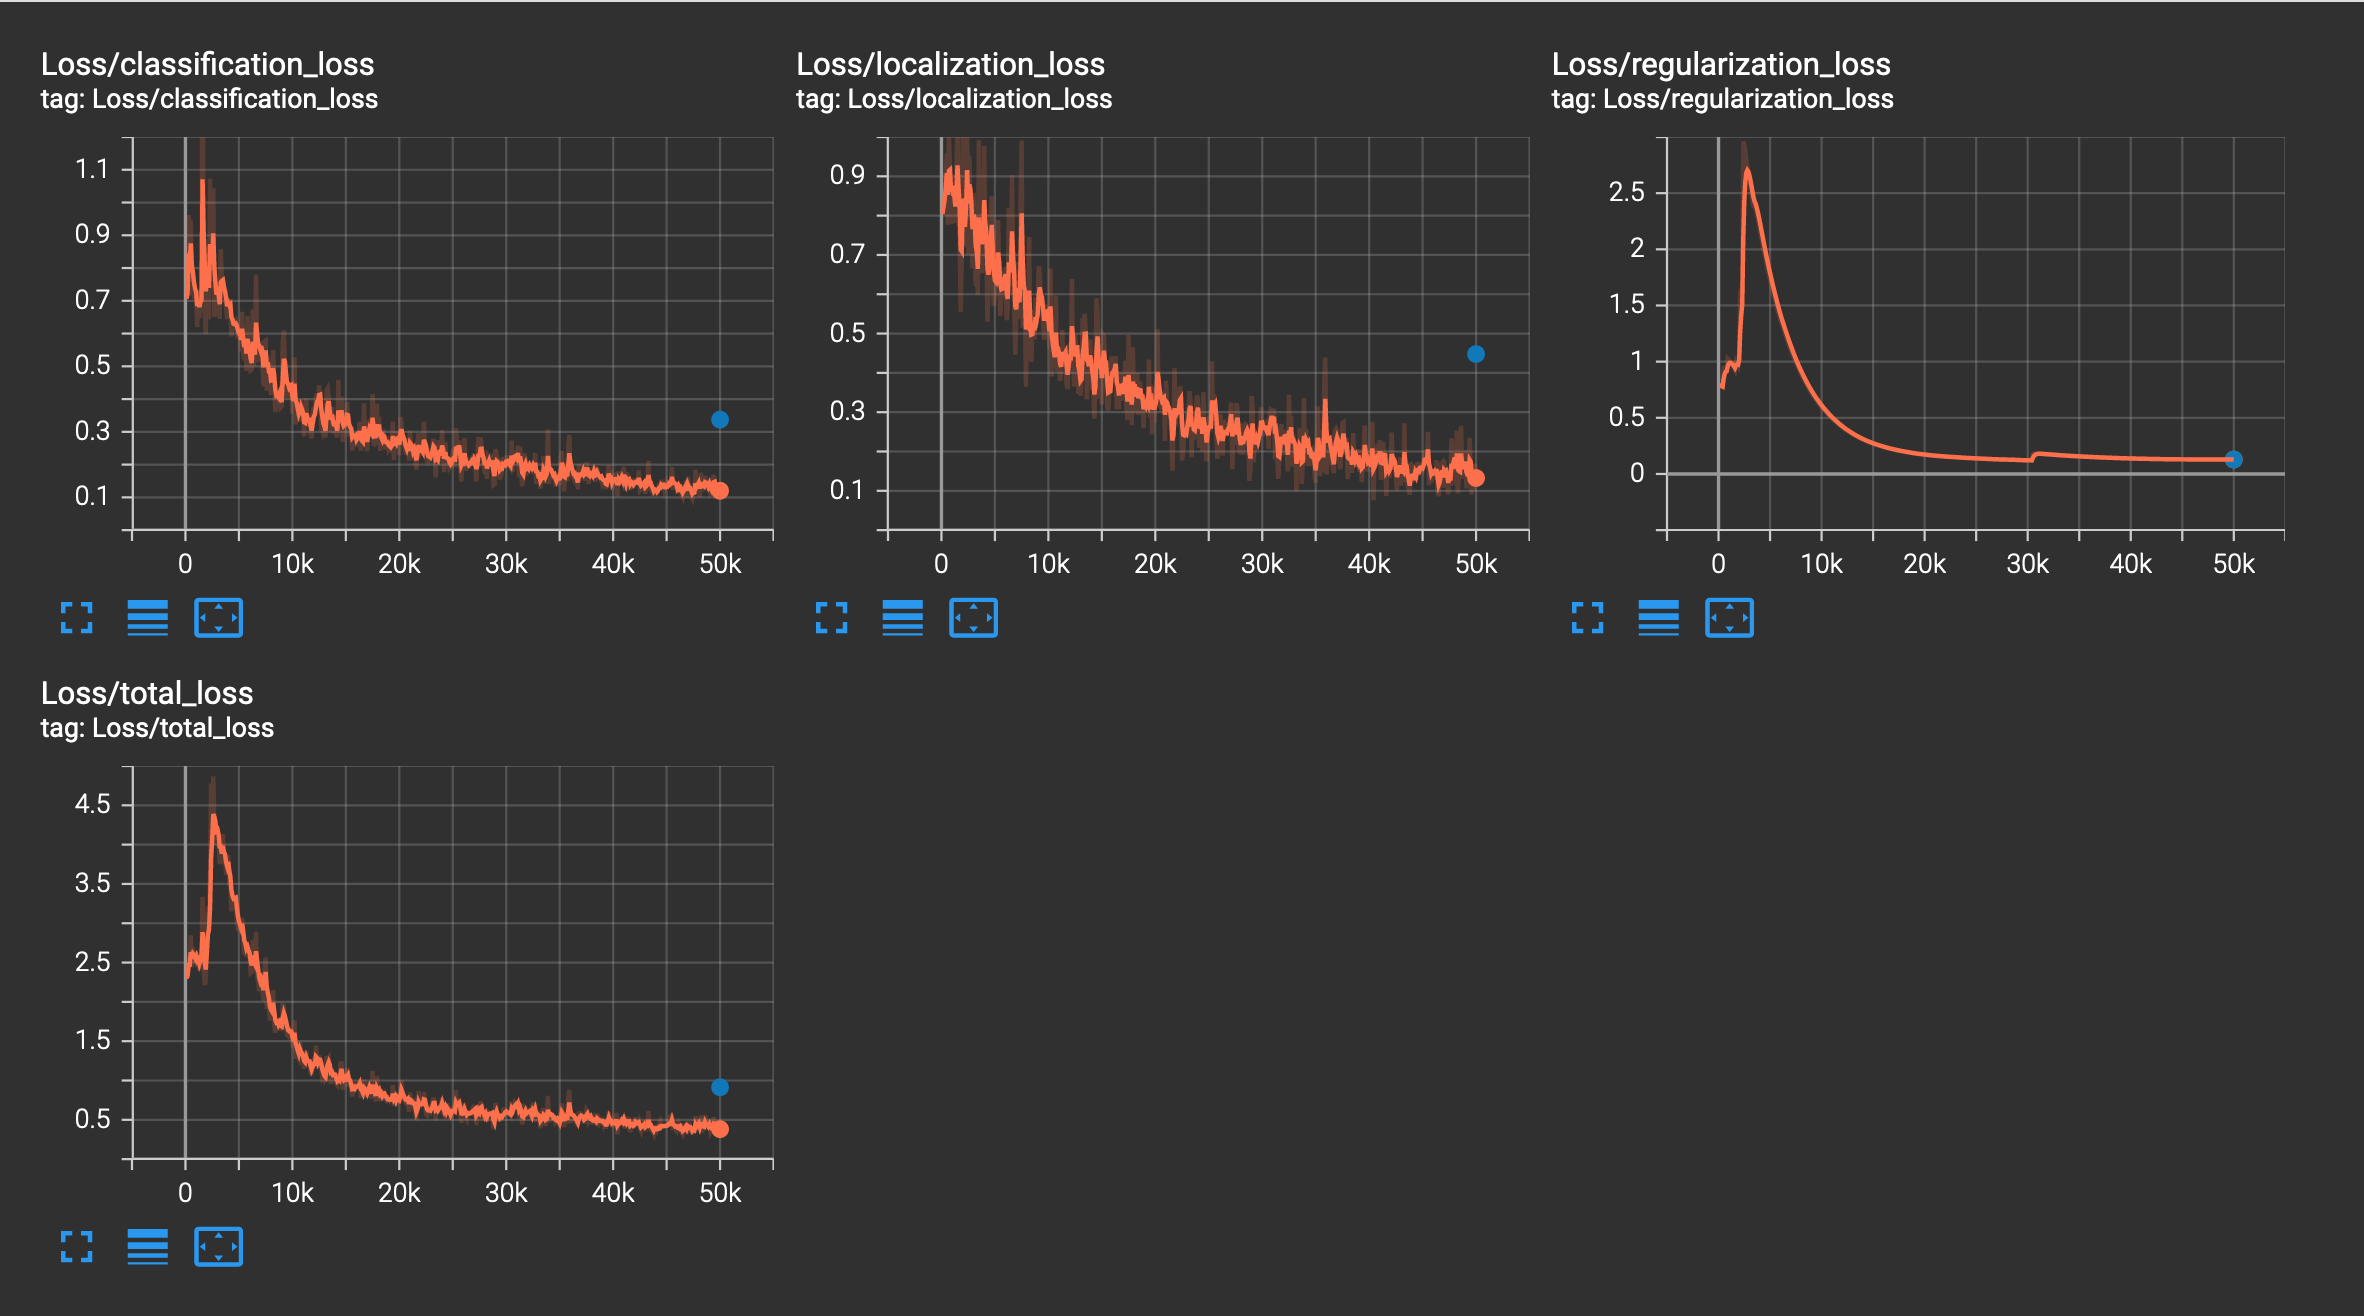 Loss/classification_loss
tag: Loss/classification_loss
1.1
0.9
0.7
0.5
0.3
0.1
0 10k 20k 30k 40k 50k
Loss/localization_loss
tag: Loss/localization_loss
0.9
0.7
0.5
0.3
0.1
0 10k 20k 30k 40k 50k
Loss/regularization_loss
tag: Loss/regularization_loss
2.5
2
1.5
1
0.5
0
0 10k 20k 30k 40k 50k
Loss/total_loss
tag: Loss/total_loss
4.5
3.5
2.5
1.5
0.5
0 10k 20k 30k 40k 50k